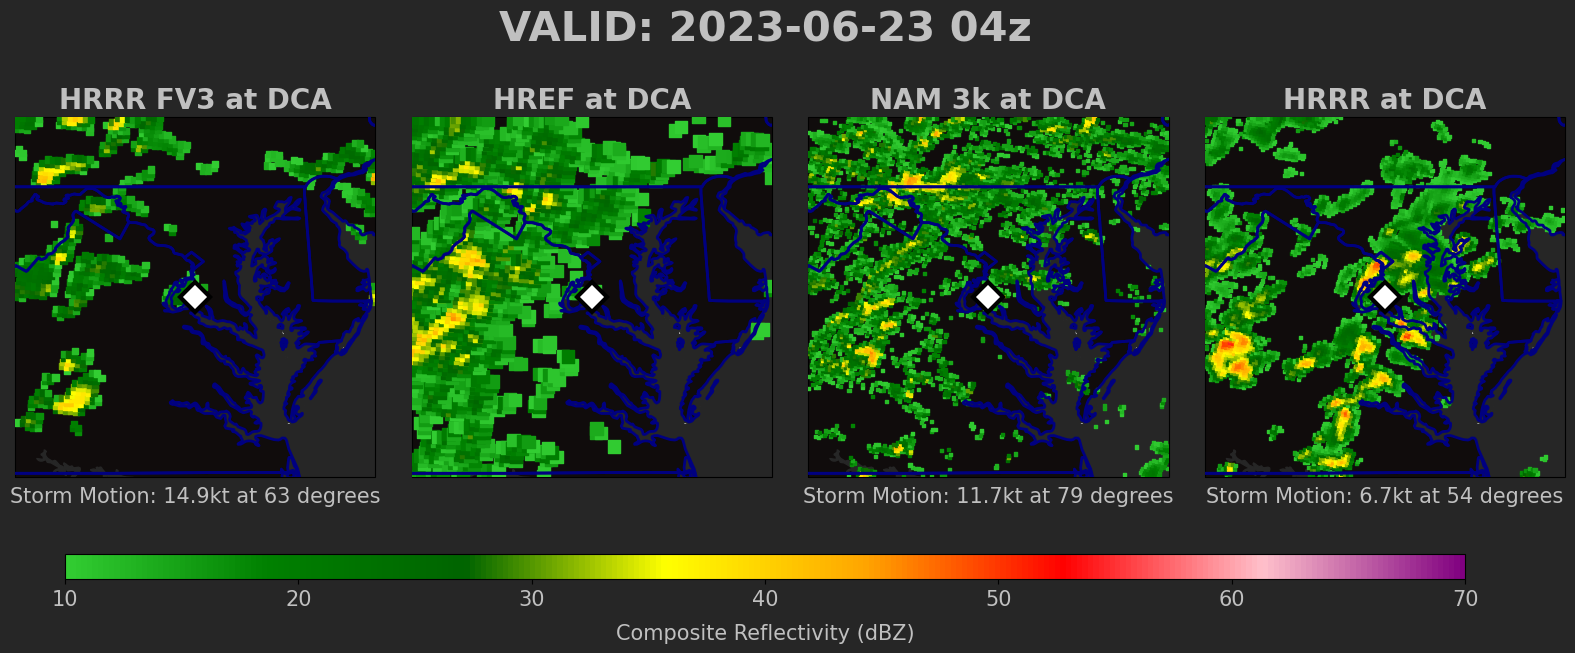 VALID: 2023-06-23 04z
HRRR FV3 at DCA
HREF at DCA
NAM 3k at DCA
HRRR at DCA
Storm Motion: 14.9kt at 63 degrees
Storm Motion: 11.7kt at 79 degrees
Storm Motion: 6.7kt at 54 degrees
10 20 30 40 50 60 70
Composite Reflectivity (dBZ)